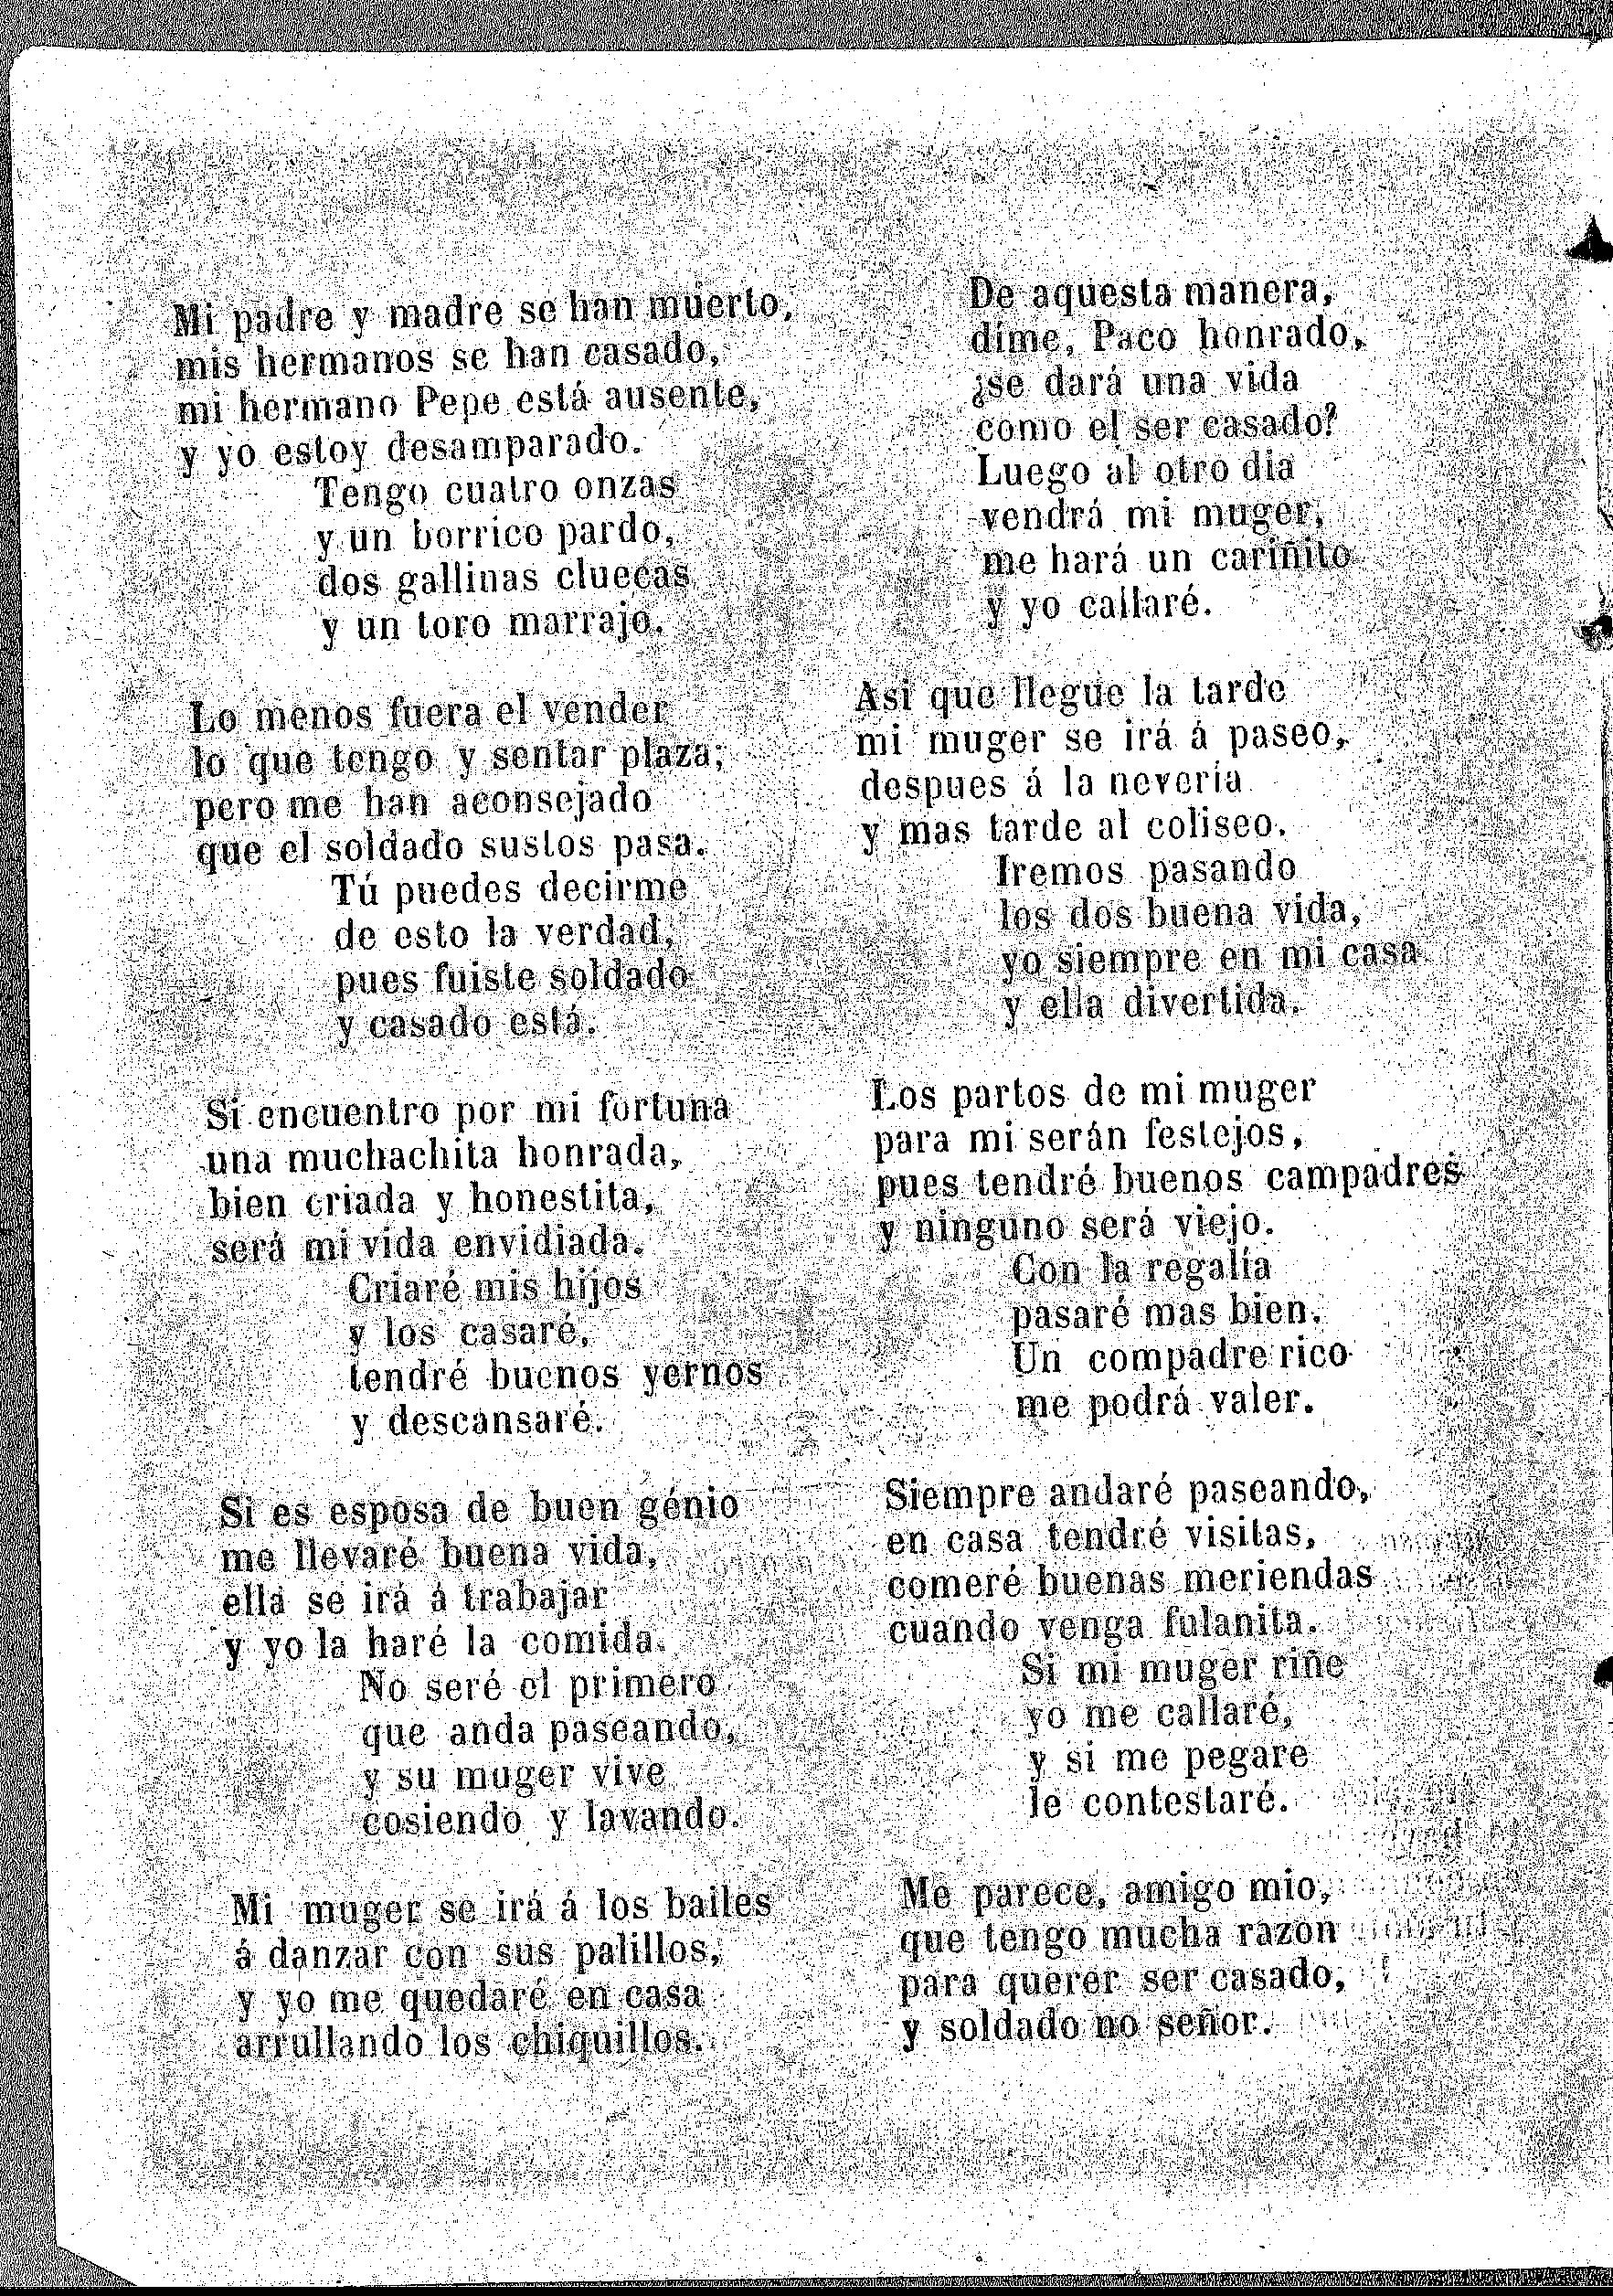 Mi padre y madre se han muerto,
mis hermanos se han casado,
mi hermano Pepe está ausente,
y yo estoy desamparado.
Tengo cuatro onzas
y un borrico pardo,
dos gallinas cluecas
y un toro marrajo.
Lo menos fuera el vender
lo que tengo y sentar plaza;
pero me han aconsejado
que el soldado sustos pasa.
Tú puedes decirme
de esto la verdad,
pues fuiste soldado
y casado está.
Si encuentro por mi fortuna
una muchachita honrada,
bien criada y honestita,
será mi vida envidiada.
Criaré mis hijos
y los casaré,
tendré buenos yernos
y descansaré.
Si es esposa de buen génio
me llevaré buena vida,
ella se irá á trabajar
y yo la haré la comida.
No seré el primero
que anda paseando,
y su muger vive
cosiendo y lavando.
Mi muger se irá á los bailes
á danzar con sus palillos,
y yo me quedaré en casa
arrullando los chiquillos.
De aquesta manera,
díme, Paco honrado,
¿se dará una vida
como el ser casado?
Luego al otro dia
vendrá mi muger,
me hará un cariñito
y yo callaré.
Asi que llegue la tarde
mi muger se irá á paseo,
despues á la nevería
y mas tarde al coliseo.
Iremos pasando
los dos buena vida,
yo siempre en mi casa
y ella divertida.
Los partos de mi muger
para mi serán festejos,
pues tendré buenos campadres
y ninguno será viejo.
Con la regalía
pasaré mas bien.
Un compadre rico
me podrá valer.
Siempre andaré paseando,
en casa tendré visitas,
comeré buenas meriendas
cuando venga fulanita.
Si mi muger riñe
yo me callaré,
y si me pegare
le contestaré.
Me parece, amigo mio,
que tengo mucha razon
para querer ser casado,
y soldado no señor.